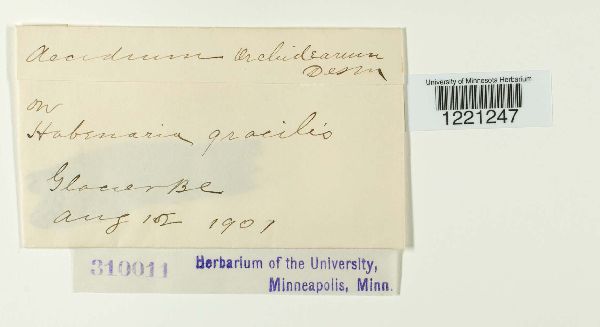 Aecidium Orchidearum
Desm
on
Habenaria gracilis
Glacier BC
Aug 1901
University of Minnesota Herbarium
1221247
310011
Herbarium of the University,
Minneapolis, Minn.